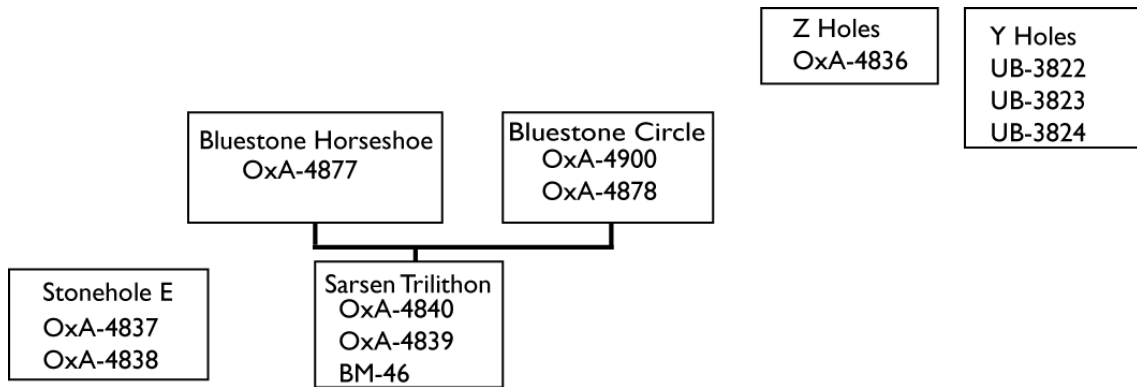 Z Holes
OxA-4836
Y Holes
UB-3822
UB-3823
UB-3824
Bluestone Horseshoe
OxA-4877
Bluestone Circle
OxA-4900
OxA-4878
Stonehole E
OxA-4837
OxA-4838
Sarsen Trilithon
OxA-4840
OxA-4839
BM-46